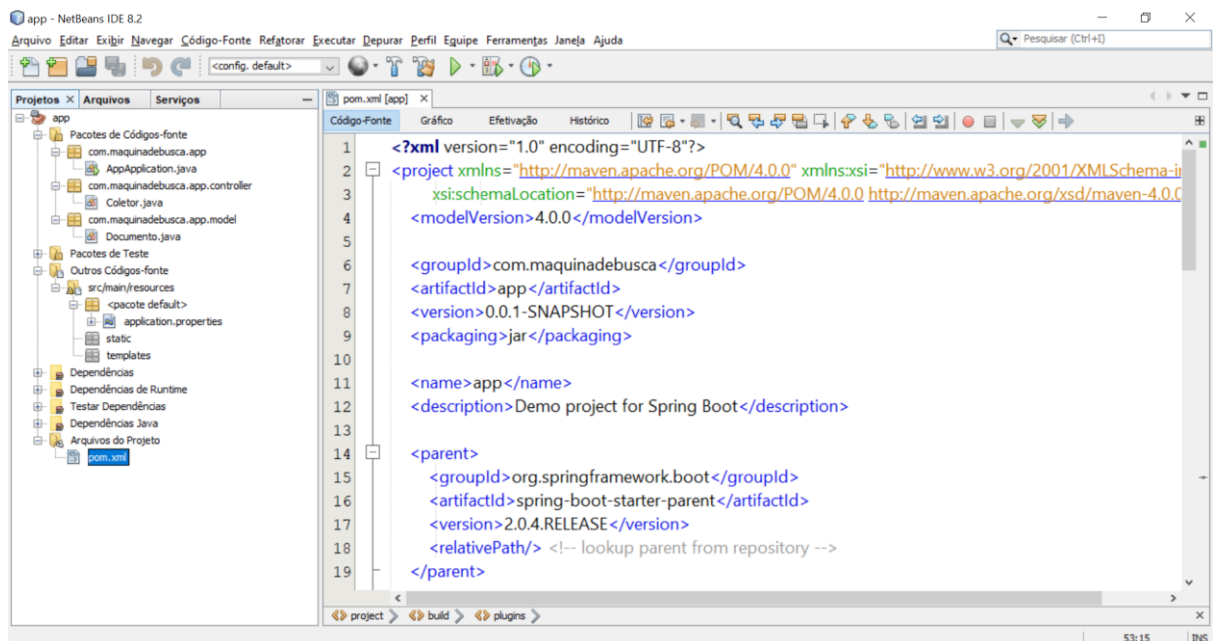 app - NetBeans IDE 8.2
Arquivo Editar Exibir Navegar Código-Fonte Refatorar Executar Depurar Perfil Equipe Ferramentas Janela Ajuda
Pesquisar (Ctrl+I)
<config. default>
Projetos Arquivos Serviços
app
Pacotes de Códigos-fonte
com.maquinadebusca.app
AppApplication.java
com.maquinadebusca.app.controller
Coletor.java
com.maquinadebusca.app.model
Documento.java
Pacotes de Teste
Outros Códigos-fonte
src/main/resources
<pacote default>
application.properties
static
templates
Dependências
Dependências de Runtime
Testar Dependências
Dependências Java
Arquivos do Projeto
pom.xml
pom.xml [app]
Código-Fonte Gráfico Efetivação Histórico
1 <?xml version="1.0" encoding="UTF-8"?>
2 <project xmlns="http://maven.apache.org/POM/4.0.0" xmlns:xsi="http://www.w3.org/2001/XMLSchema-i
3 xsi:schemaLocation="http://maven.apache.org/POM/4.0.0 http://maven.apache.org/xsd/maven-4.0.0
4 <modelVersion>4.0.0</modelVersion>
5
6 <groupId>com.maquinadebusca</groupId>
7 <artifactId>app</artifactId>
8 <version>0.0.1-SNAPSHOT</version>
9 <packaging>jar</packaging>
10
11 <name>app</name>
12 <description>Demo project for Spring Boot</description>
13
14 <parent>
15 <groupId>org.springframework.boot</groupId>
16 <artifactId>spring-boot-starter-parent</artifactId>
17 <version>2.0.4.RELEASE</version>
18 <relativePath/> <!-- lookup parent from repository -->
19 </parent>
project build plugins
53:15 INS